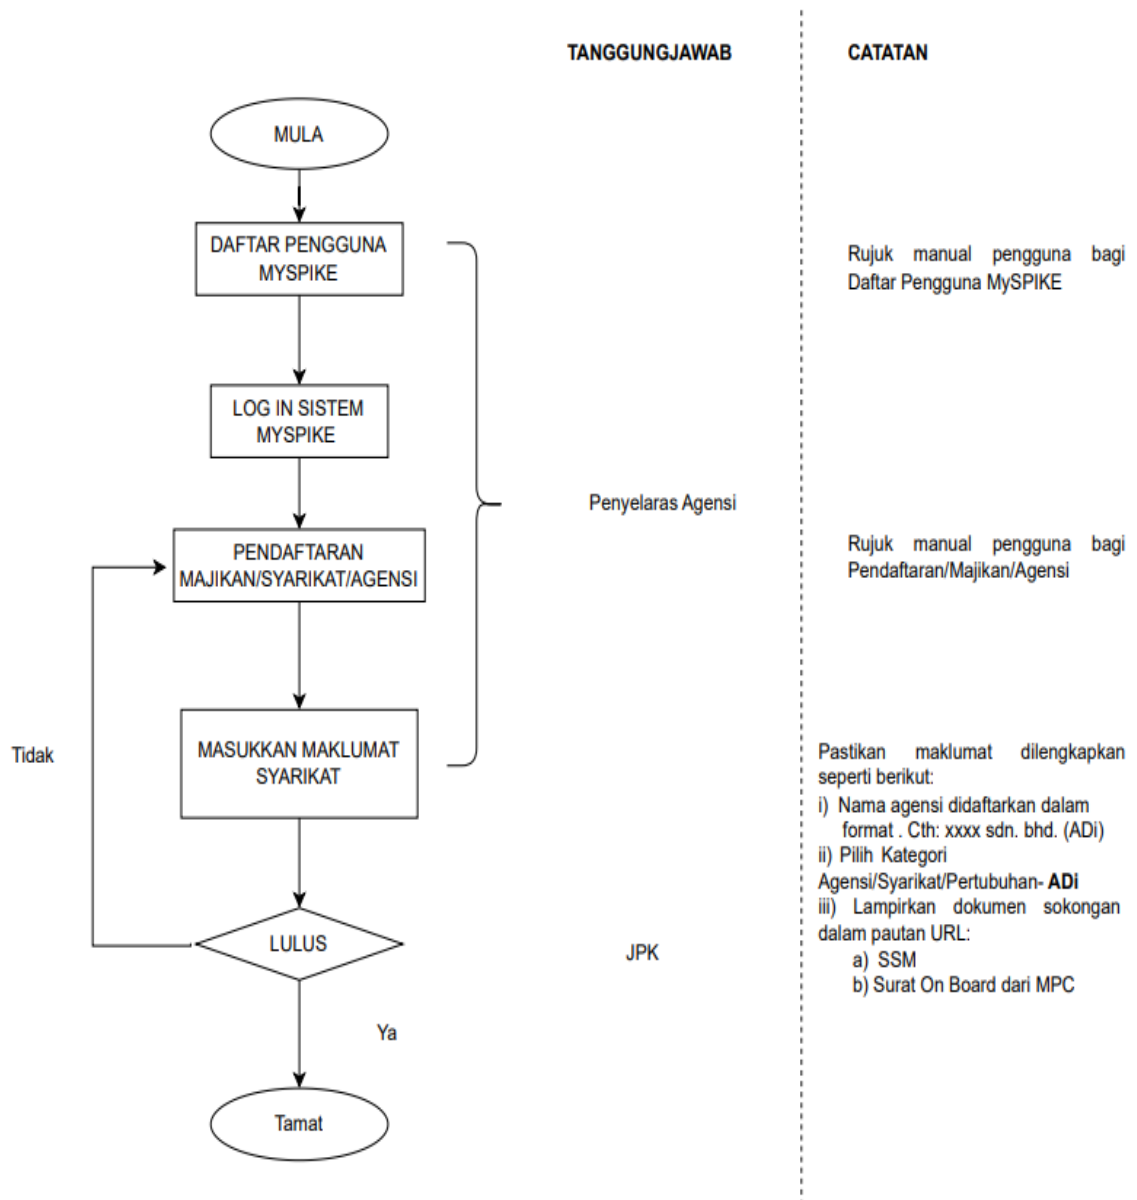 TANGGUNGJAWAB
CATATAN
MULA
DAFTAR PENGGUNA
MYSPIKE
Rujuk manual pengguna bagi
Daftar Pengguna MySPIKE
LOG IN SISTEM
MYSPIKE
Penyelaras Agensi
PENDAFTARAN
MAJIKAN/SYARIKAT/AGENSI
Rujuk manual pengguna bagi
Pendaftaran/Majikan/Agensi
Tidak
MASUKKAN MAKLUMAT
SYARIKAT
Pastikan maklumat dilengkapkan
seperti berikut:
i) Nama agensi didaftarkan dalam
format . Cth: xxxx sdn. bhd. (ADi)
ii) Pilih Kategori
Agensi/Syarikat/Pertubuhan- ADi
iii) Lampirkan dokumen sokongan
dalam pautan URL:
a) SSM
b) Surat On Board dari MPC
LULUS
JPK
Ya
Tamat